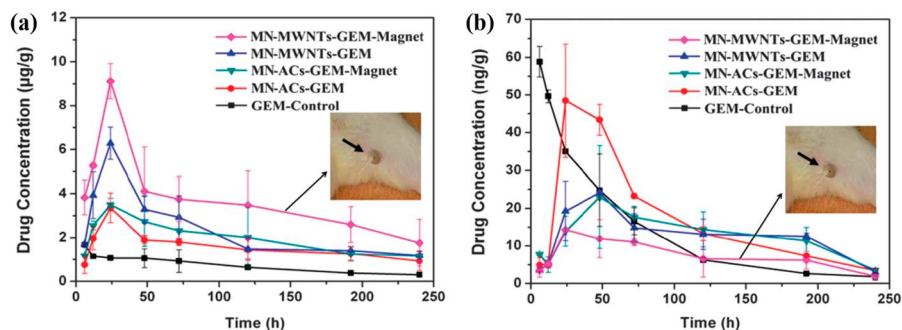 (a)
Drug Concentration (µg/g)
12
10
8
6
4
2
0
MN-MWNTs-GEM-Magnet
MN-MWNTs-GEM
MN-ACs-GEM-Magnet
MN-ACs-GEM
GEM-Control
0 50 100 150 200 250
Time (h)
(b)
Drug Concentration (ng/g)
70
60
50
40
30
20
10
0
MN-MWNTs-GEM-Magnet
MN-MWNTs-GEM
MN-ACs-GEM-Magnet
MN-ACs-GEM
GEM-Control
0 50 100 150 200 250
Time (h)